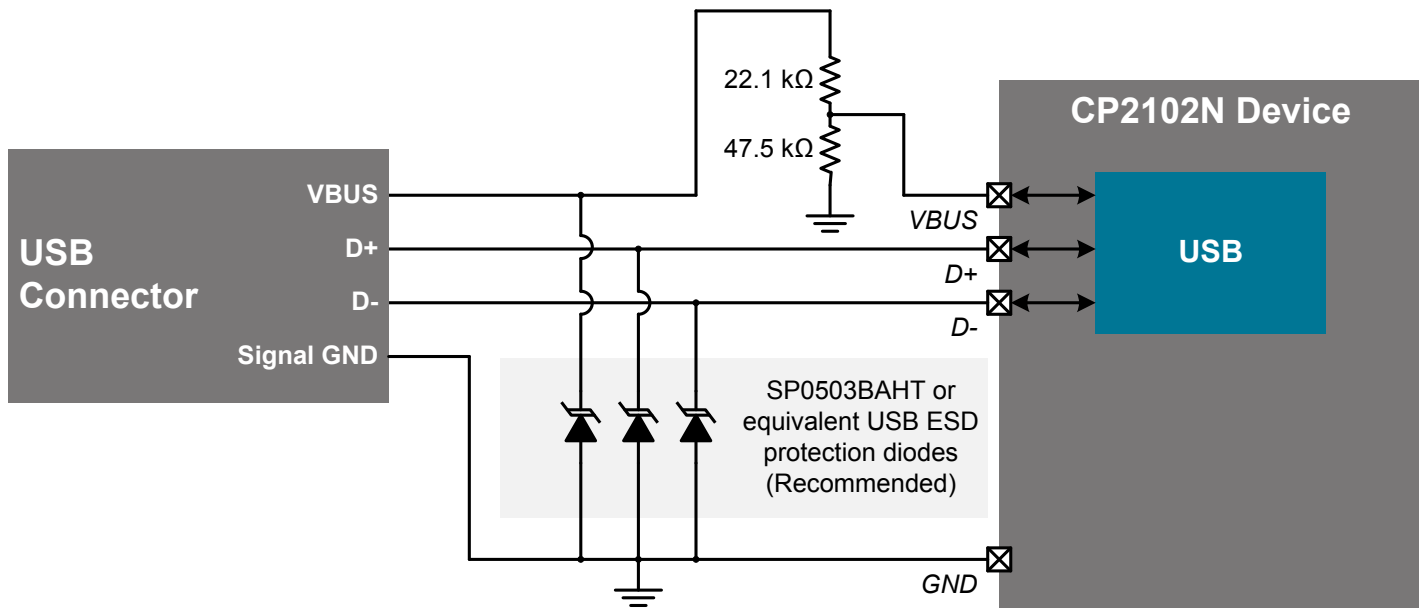 22.1 kΩ
47.5 kΩ
CP2102N Device
USB
Connector
VBUS
D+
D-
Signal GND
VBUS
D+
D-
USB
SP0503BAHT or
equivalent USB ESD
protection diodes
(Recommended)
GND